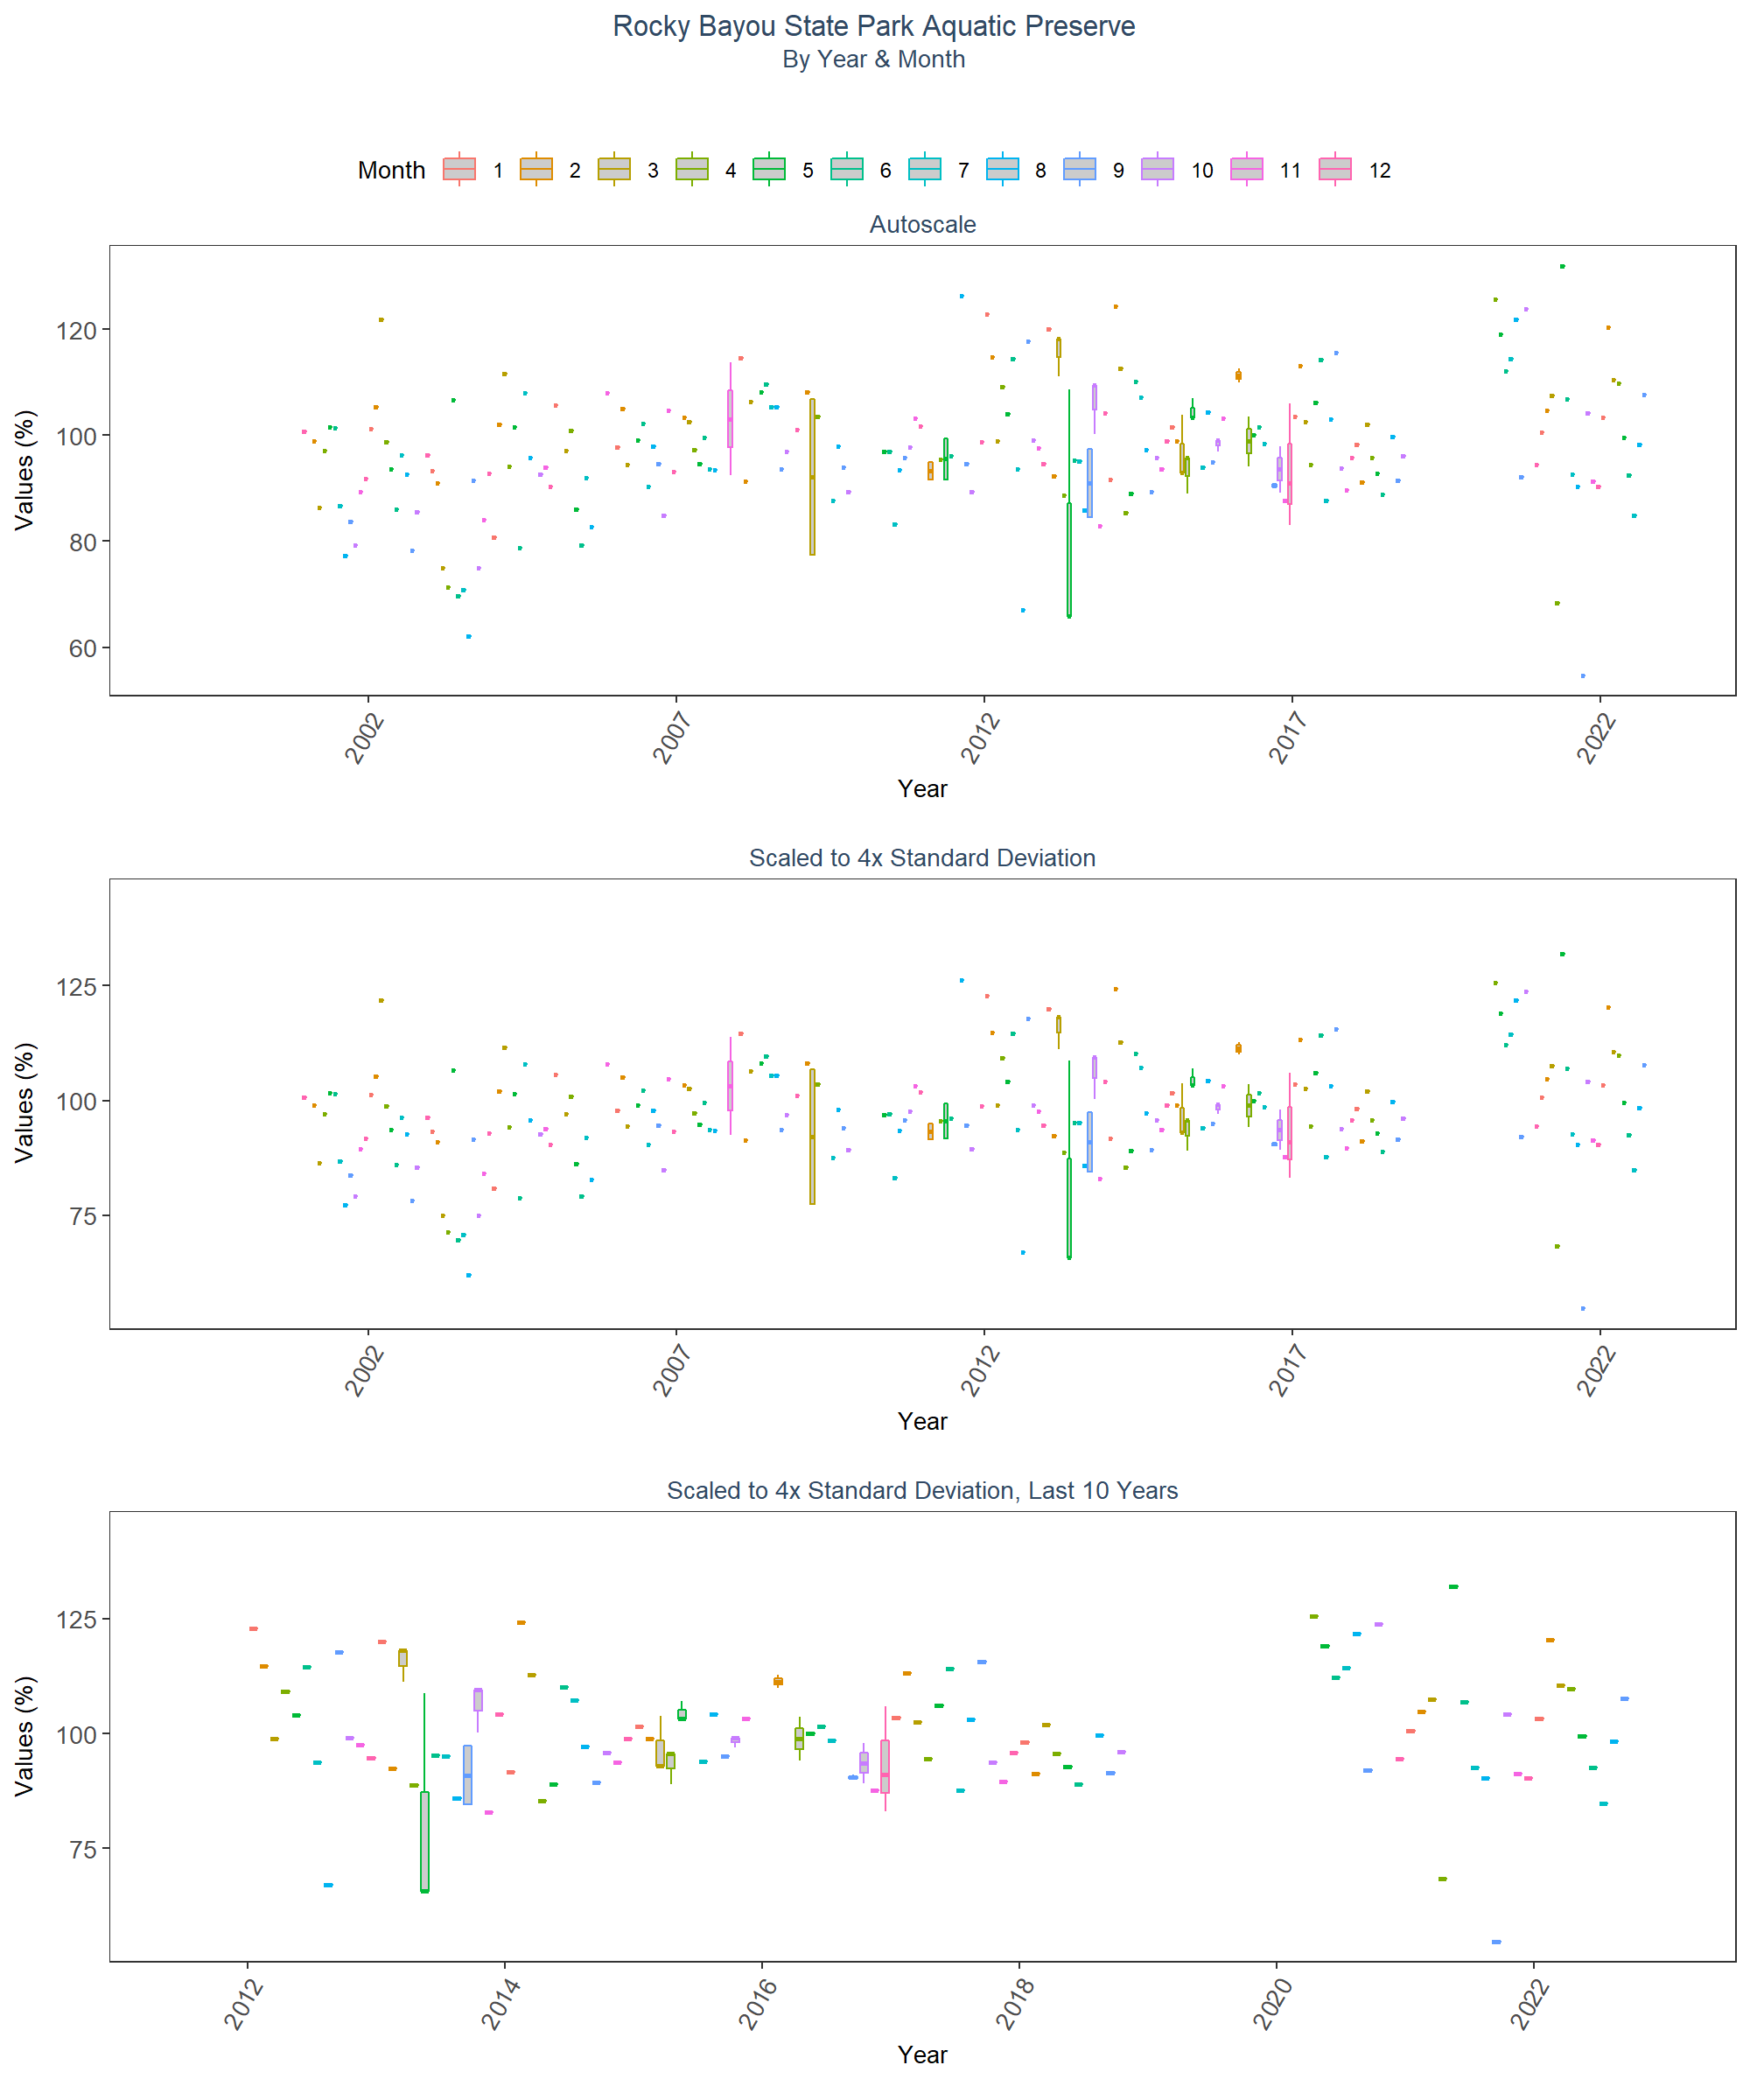 Rocky Bayou State Park Aquatic Preserve
By Year & Month
Month 1 2 3 4 5 6 7 8 9 10 11 12
Autoscale
Values (%)
120
100
80
60
2002 2007 2012 2017 2022
Year
Scaled to 4x Standard Deviation
Values (%)
125
100
75
2002 2007 2012 2017 2022
Year
Scaled to 4x Standard Deviation, Last 10 Years
Values (%)
125
100
75
2012 2014 2016 2018 2020 2022
Year